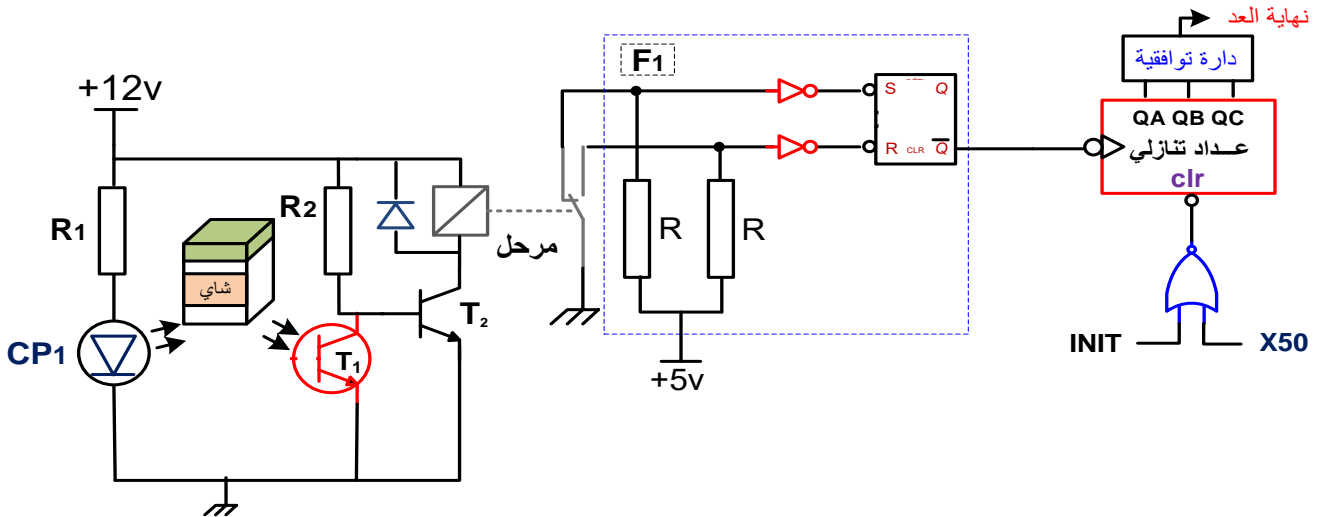 نهاية العد
دارة توافقية
QA QB QC
عــداد تنازلي
clr
F1
S Q
R CLR Q̅
+12v
R1
R2
شاي
CP1
T1
T2
مرحل
R R
+5v
INIT X50